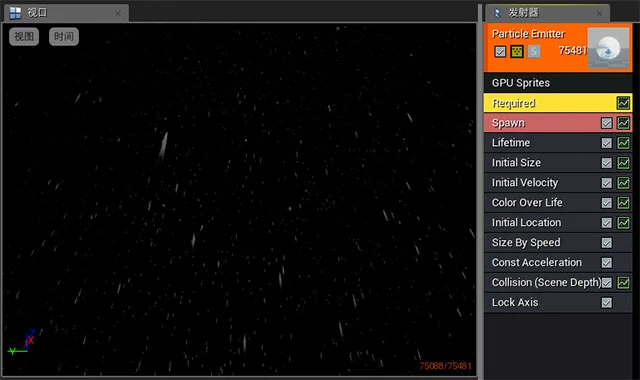 视口
发射器
视图
时间
Particle Emitter
S
75481
GPU Sprites
Required
Spawn
Lifetime
Initial Size
Initial Velocity
Color Over Life
Initial Location
Size By Speed
Const Acceleration
Collision (Scene Depth)
Lock Axis
Z
X
Y
75088/75481